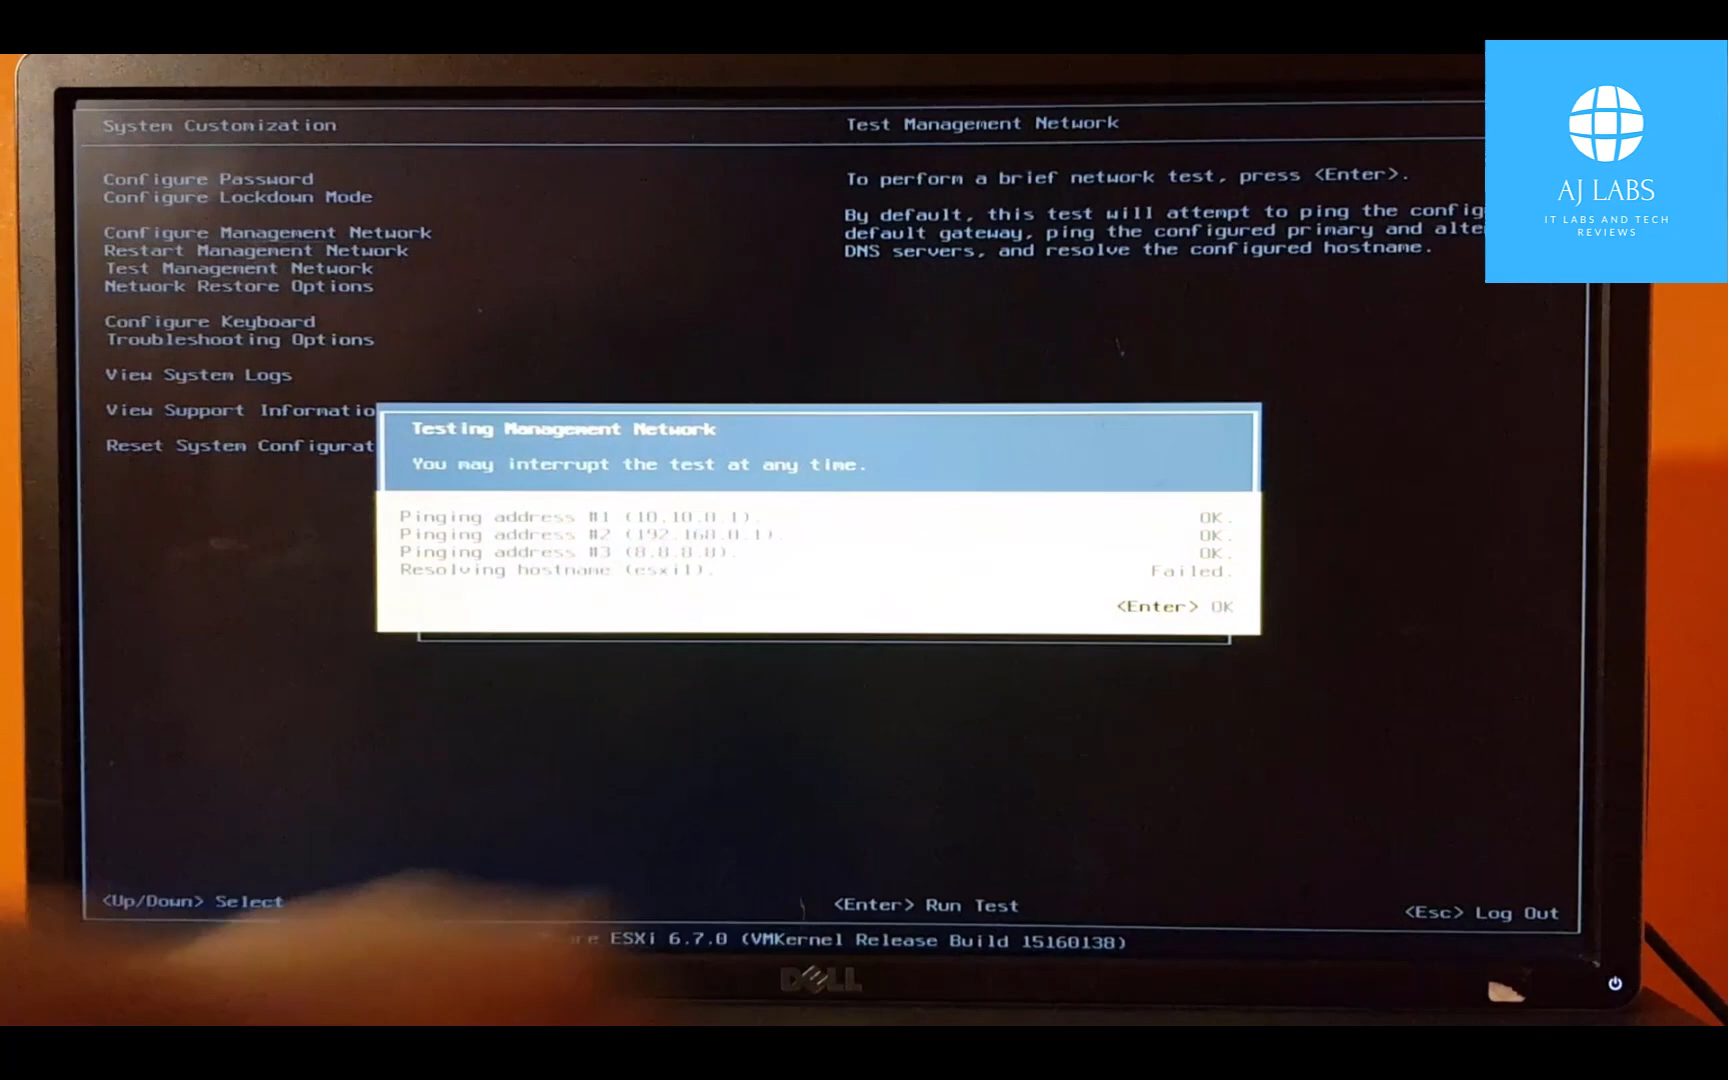 System Customization
Test Management Network
Configure Password
Configure Lockdown Mode
Configure Management Network
Restart Management Network
Test Management Network
Network Restore Options
Configure Keyboard
Troubleshooting Options
View System Logs
View Support Informatio
Reset System Configurat
To perform a brief network test, press <Enter>.
By default, this test will attempt to ping the config
default gateway, ping the configured primary and alte
DNS servers, and resolve the configured hostname.
AJ LABS
IT LABS AND TECH
REVIEWS
Testing Management Network
You may interrupt the test at any time.
Pinging address #1 (10.10.0.1). OK.
Pinging address #2 (192.168.0.1). OK.
Pinging address #3 (8.8.8.8). OK.
Resolving hostname (esxi1). Failed.
<Enter> OK
<Up/Down> Select
<Enter> Run Test
<Esc> Log Out
re ESXi 6.7.0 (VMKernel Release Build 15160138)
DELL